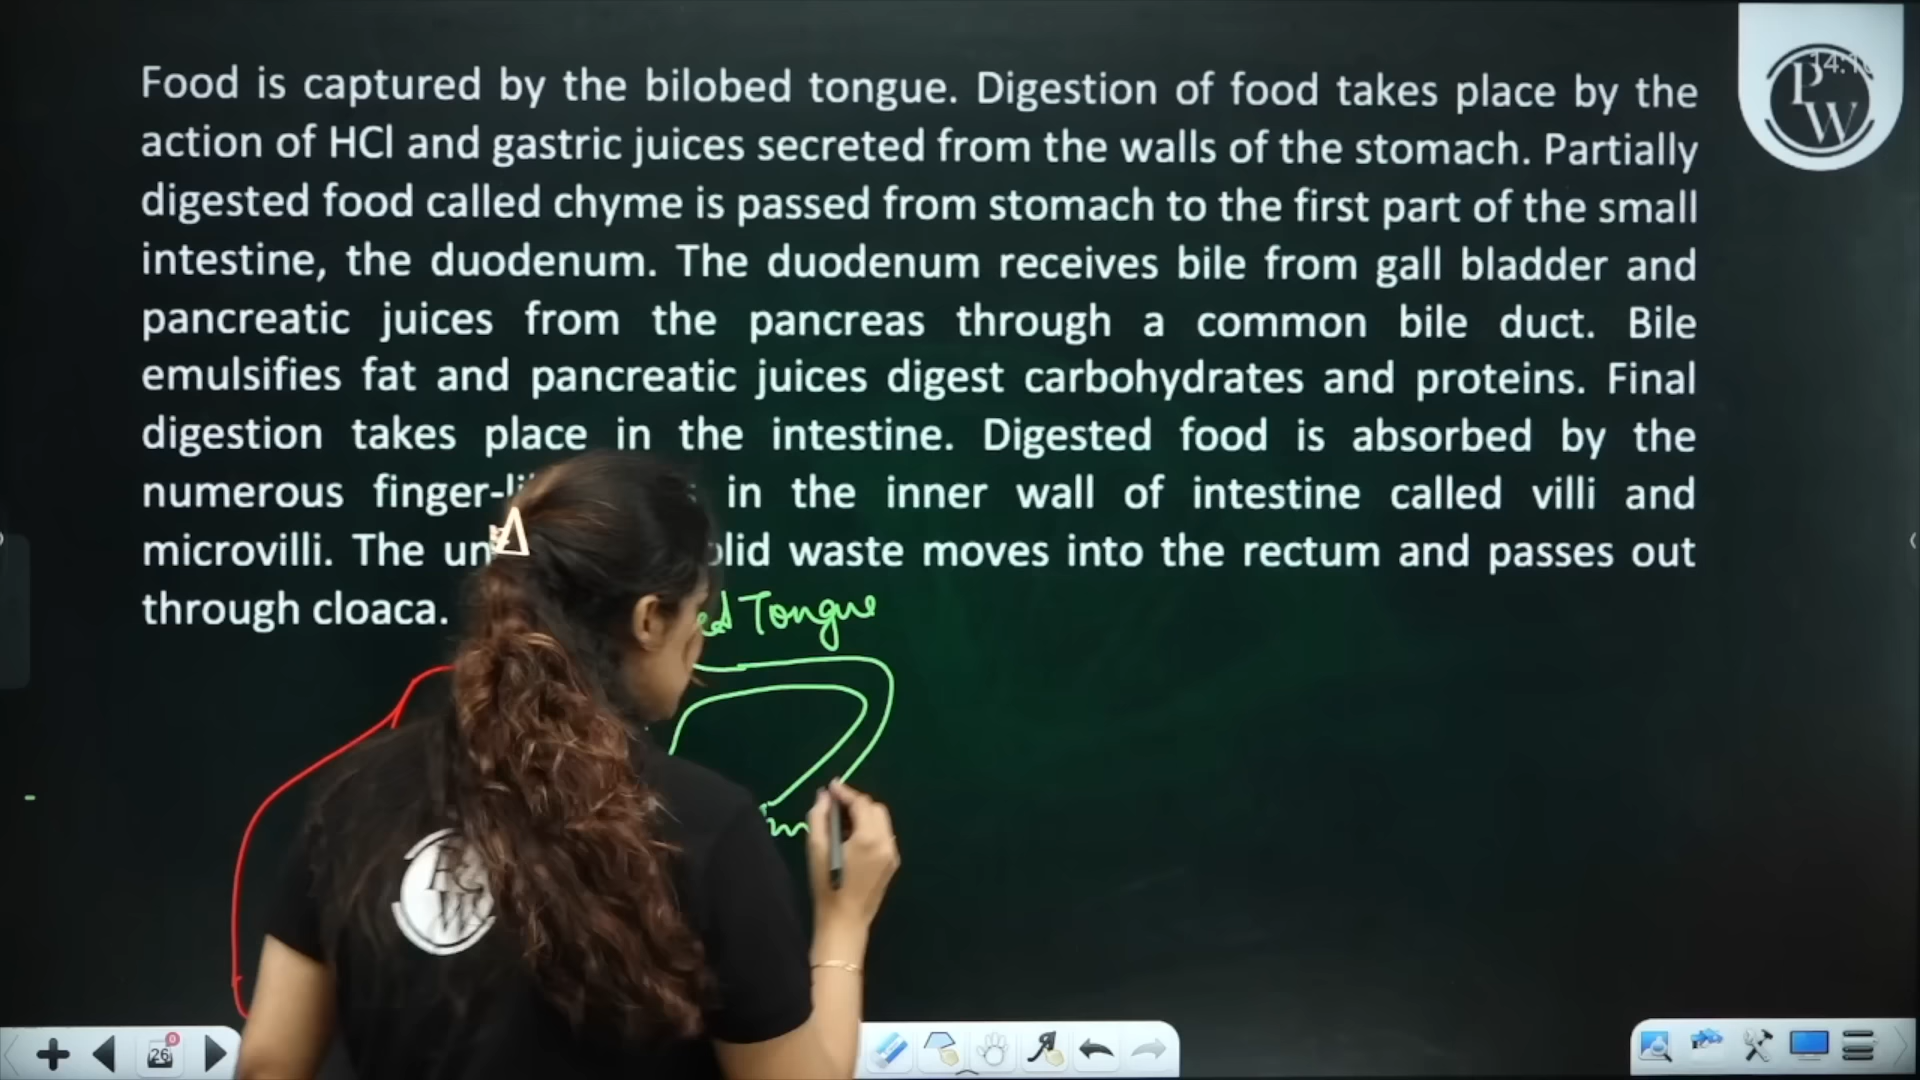 Food is captured by the bilobed tongue. Digestion of food takes place by the
action of HCl and gastric juices secreted from the walls of the stomach. Partially
digested food called chyme is passed from stomach to the first part of the small
intestine, the duodenum. The duodenum receives bile from gall bladder and
pancreatic juices from the pancreas through a common bile duct. Bile
emulsifies fat and pancreatic juices digest carbohydrates and proteins. Final
digestion takes place in the intestine. Digested food is absorbed by the
numerous in the inner wall of intestine called villi and
microvilli. The waste moves into the rectum and passes out
through cloaca.
Tongue
PW
26
0